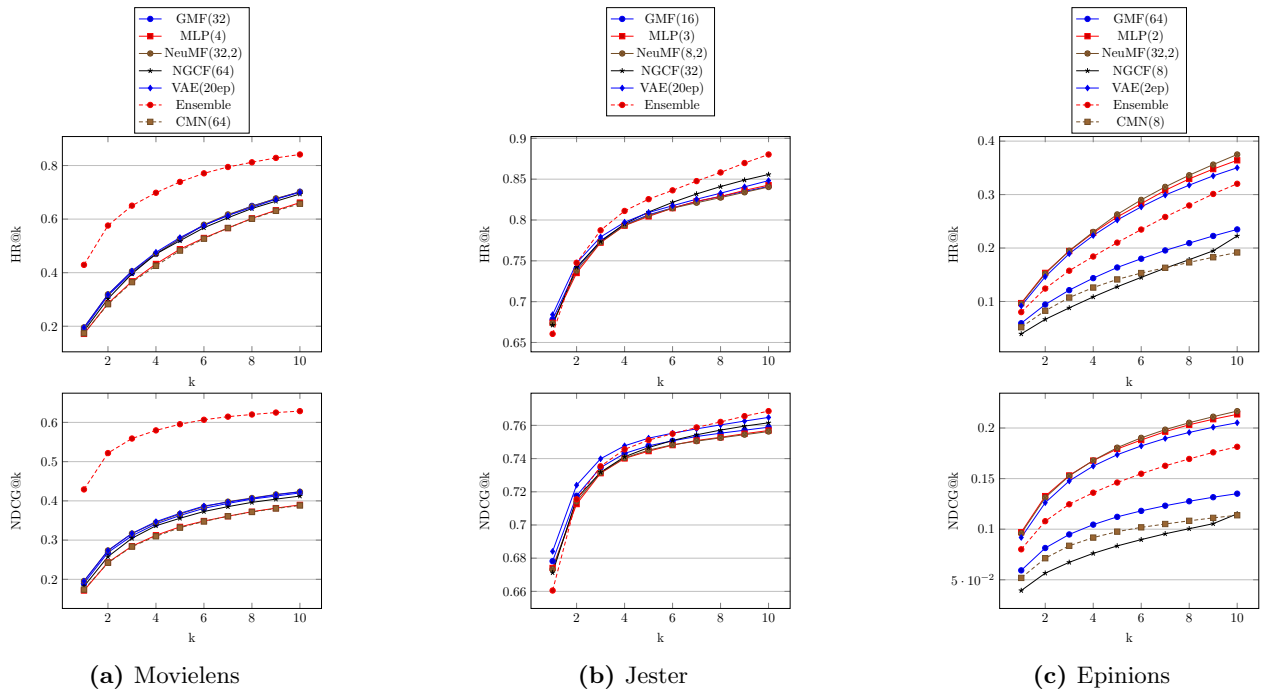 GMF(32)
MLP(4)
NeuMF(32,2)
NGCF(64)
VAE(20ep)
Ensemble
CMN(64)
0.8
0.6
0.4
0.2
HR@k
2 4 6 8 10
k
0.6
0.5
0.4
0.3
0.2
NDCG@k
2 4 6 8 10
k
(a) Movielens
GMF(16)
MLP(3)
NeuMF(8,2)
NGCF(32)
VAE(20ep)
Ensemble
0.9
0.85
0.8
0.75
0.7
0.65
HR@k
2 4 6 8 10
k
0.76
0.74
0.72
0.7
0.68
0.66
NDCG@k
2 4 6 8 10
k
(b) Jester
GMF(64)
MLP(2)
NeuMF(32,2)
NGCF(8)
VAE(2ep)
Ensemble
CMN(8)
0.4
0.3
0.2
0.1
HR@k
2 4 6 8 10
k
0.2
0.15
0.1
5 · 10⁻²
NDCG@k
2 4 6 8 10
k
(c) Epinions